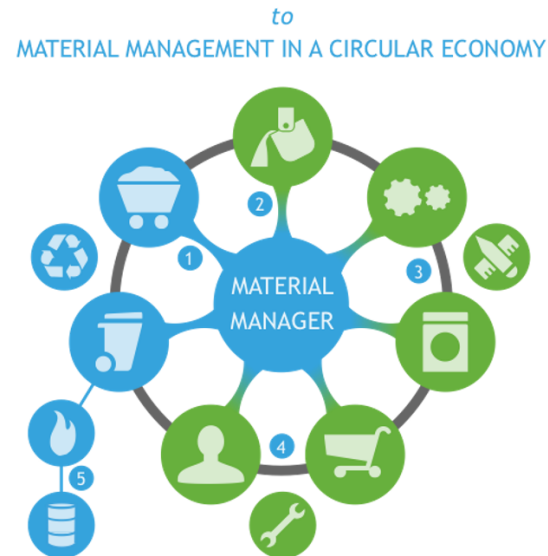 to
MATERIAL MANAGEMENT IN A CIRCULAR ECONOMY
2
1
3
MATERIAL
MANAGER
4
5